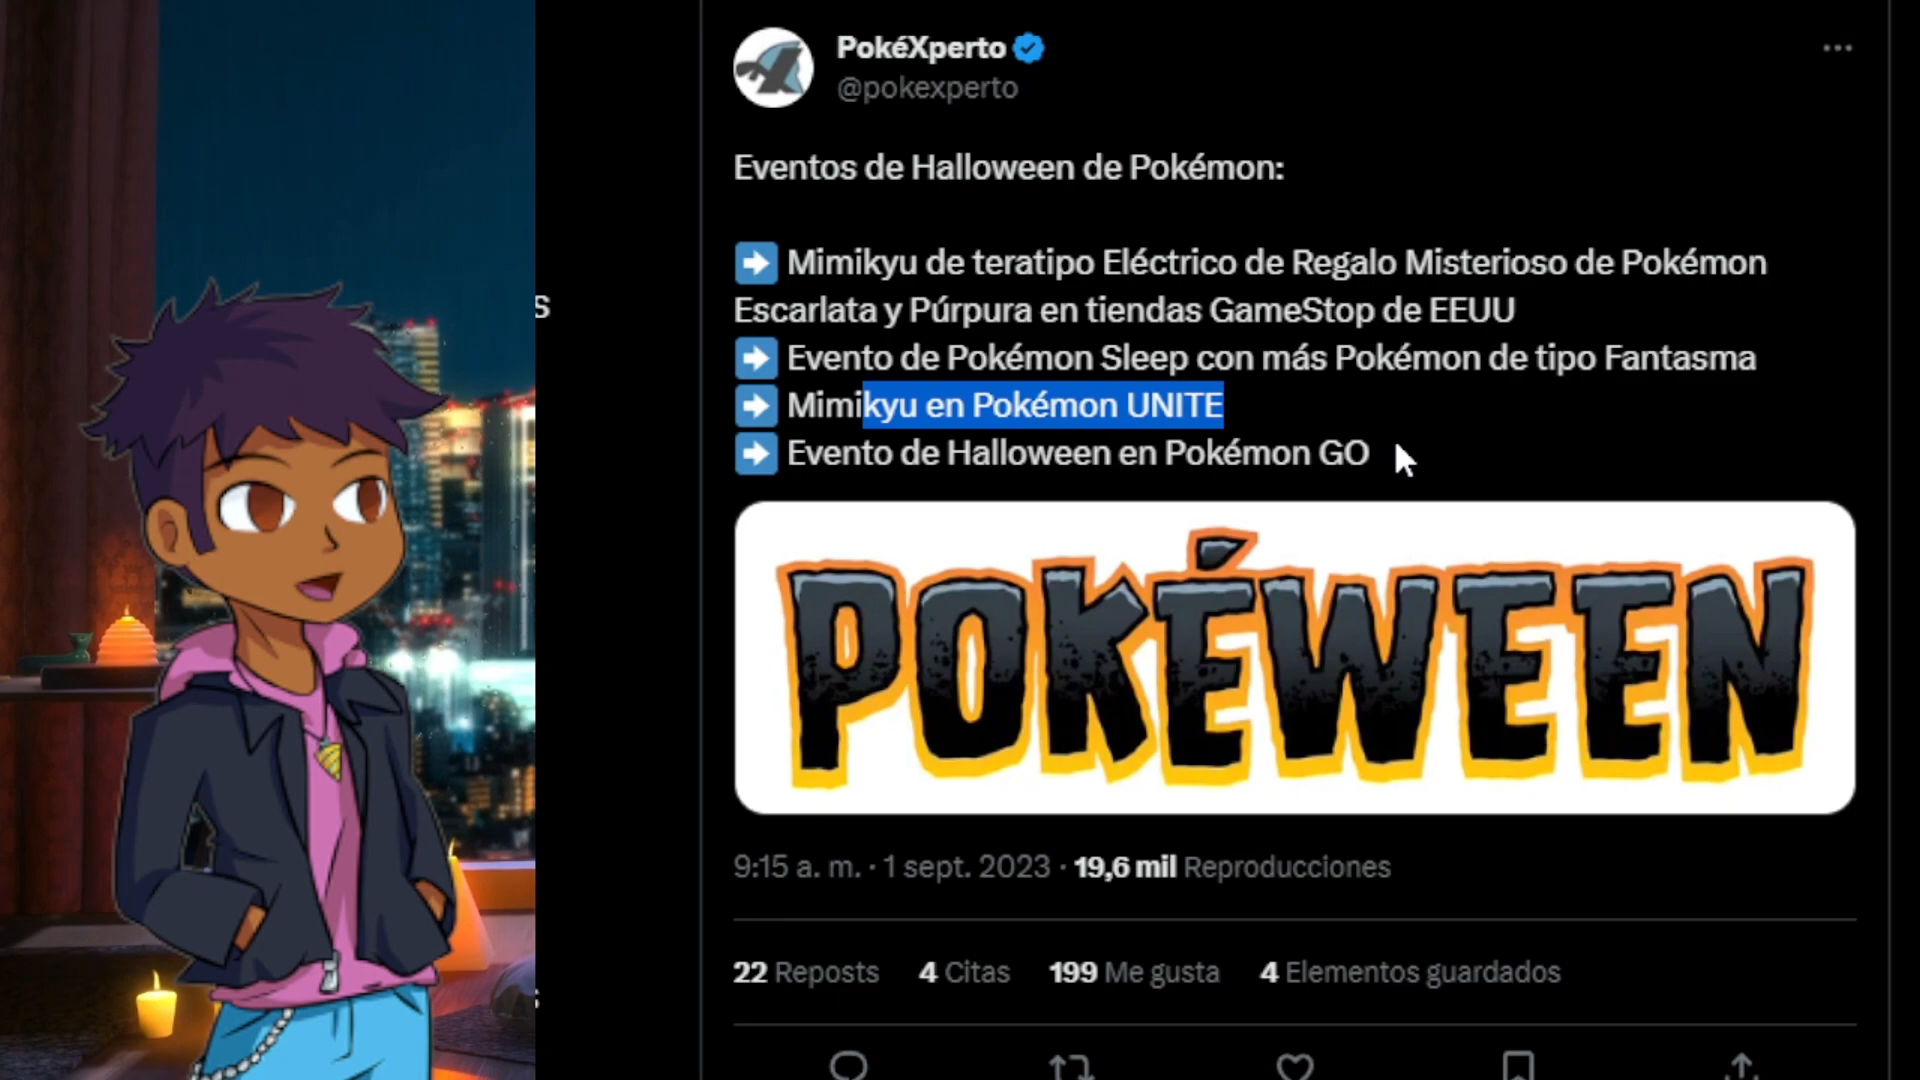 PokéXperto
@pokexperto
Eventos de Halloween de Pokémon:
➡️ Mimikyu de teratipo Eléctrico de Regalo Misterioso de Pokémon
Escarlata y Púrpura en tiendas GameStop de EEUU
➡️ Evento de Pokémon Sleep con más Pokémon de tipo Fantasma
➡️ Mimikyu en Pokémon UNITE
➡️ Evento de Halloween en Pokémon GO
POKÉWEEN
9:15 a. m. · 1 sept. 2023 · 19,6 mil Reproducciones
22 Reposts 4 Citas 199 Me gusta 4 Elementos guardados